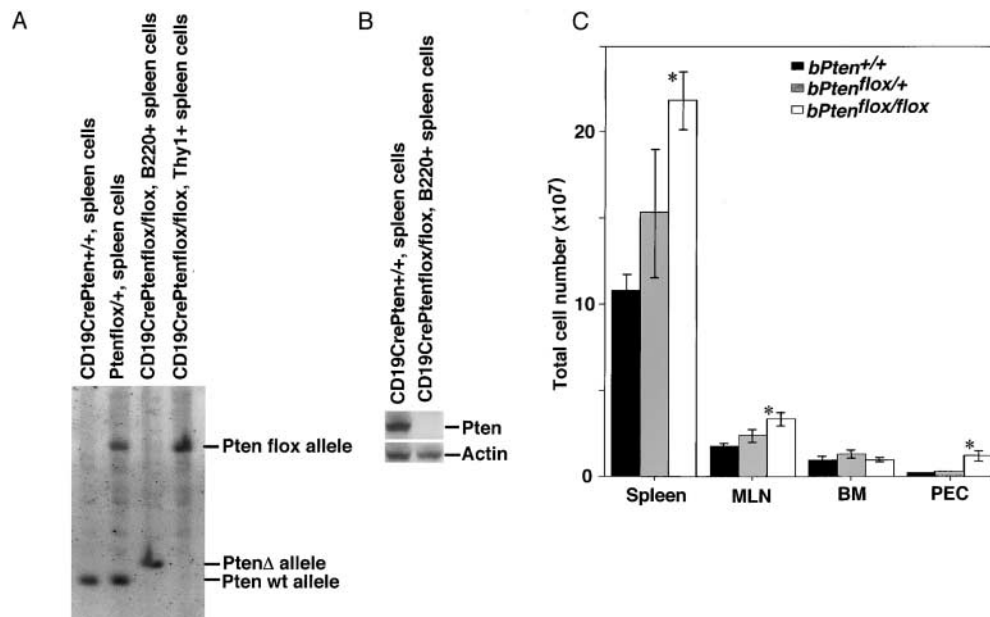 A
CD19CrePten+/+, spleen cells
Ptenflox/+, spleen cells
CD19CrePtenflox/flox, B220+ spleen cells
CD19CrePtenflox/flox, Thy1+ spleen cells
Pten flox allele
PtenΔ allele
Pten wt allele
B
CD19CrePten+/+, spleen cells
CD19CrePtenflox/flox, B220+ spleen cells
Pten
Actin
C
bPten+/+
bPtenflox/+
bPtenflox/flox
Total cell number (x10⁷)
20
10
0
*
*
*
Spleen MLN BM PEC